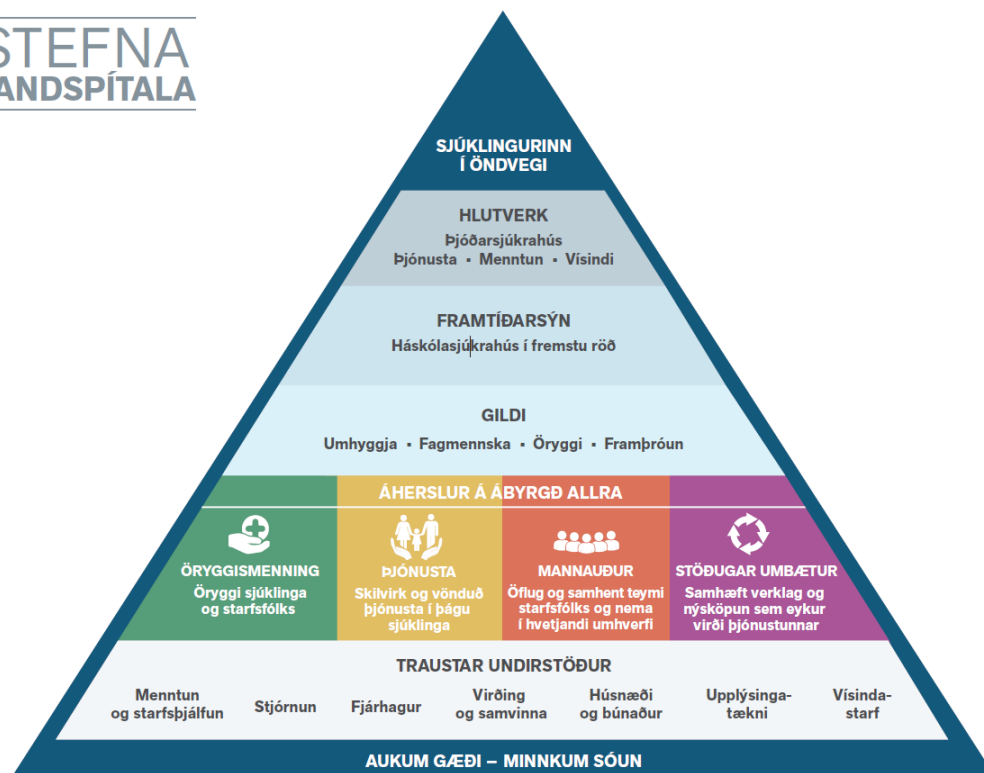 STEFNA
ANDSPÍTALA
SJÚKLINGURINN
Í ÖNDVEGI
HLUTVERK
Þjóðarsjúkrahús
Þjónusta ▪ Menntun ▪ Vísindi
FRAMTÍÐARSÝN
Háskólasjúkrahús í fremstu röð
GILDI
Umhyggja ▪ Fagmennska ▪ Öryggi ▪ Framþróun
ÁHERSLUR Á ÁBYRGÐ ALLRA
ÖRYGGISMENNING
Öryggi sjúklinga
og starfsfólks
ÞJÓNUSTA
Skilvirk og vönduð
þjónusta í þágu
sjúklinga
MANNAUÐUR
Öflug og samhent teymi
starfsfólks og nema
í hvetjandi umhverfi
STÖÐUGAR UMBÆTUR
Samhæft verklag og
nýsköpun sem eykur
virði þjónustunnar
TRAUSTAR UNDIRSTÖÐUR
Menntun
og starfsþjálfun
Stjórnun
Fjárhagur
Virðing
og samvinna
Húsnæði
og búnaður
Upplýsinga-
tækni
Vísinda-
starf
AUKUM GÆÐI – MINNKUM SÓUN